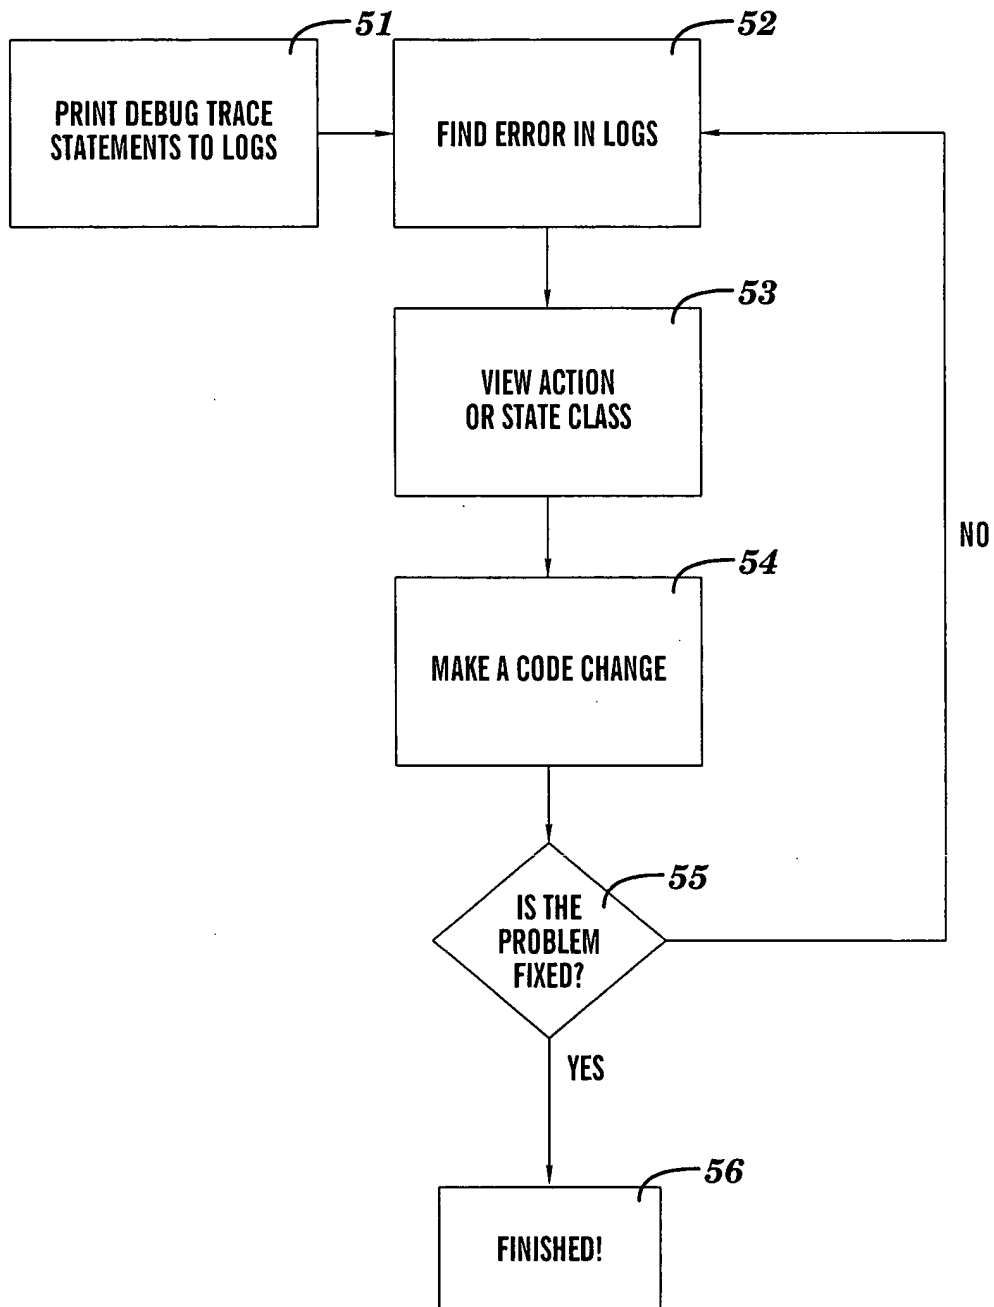 51
PRINT DEBUG TRACE
STATEMENTS TO LOGS
52
FIND ERROR IN LOGS
53
VIEW ACTION
OR STATE CLASS
NO
54
MAKE A CODE CHANGE
55
IS THE
PROBLEM
FIXED?
YES
56
FINISHED!